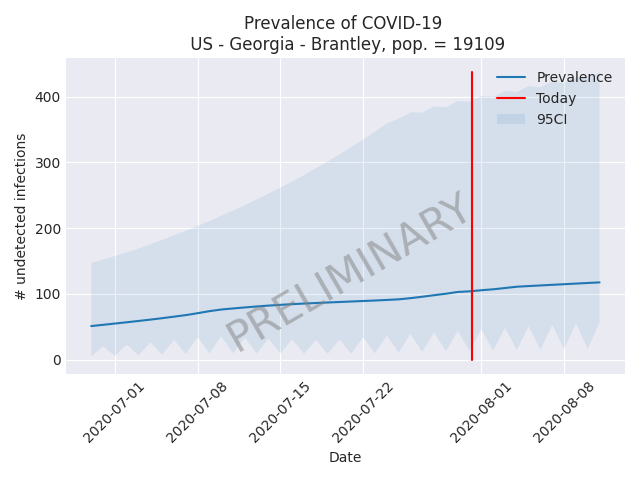 Prevalence of COVID-19
US - Georgia - Brantley, pop. = 19109
# undetected infections
400
300
200
100
0
Prevalence
Today
95CI
PRELIMINARY
2020-07-01
2020-07-08
2020-07-15
2020-07-22
2020-08-01
2020-08-08
Date